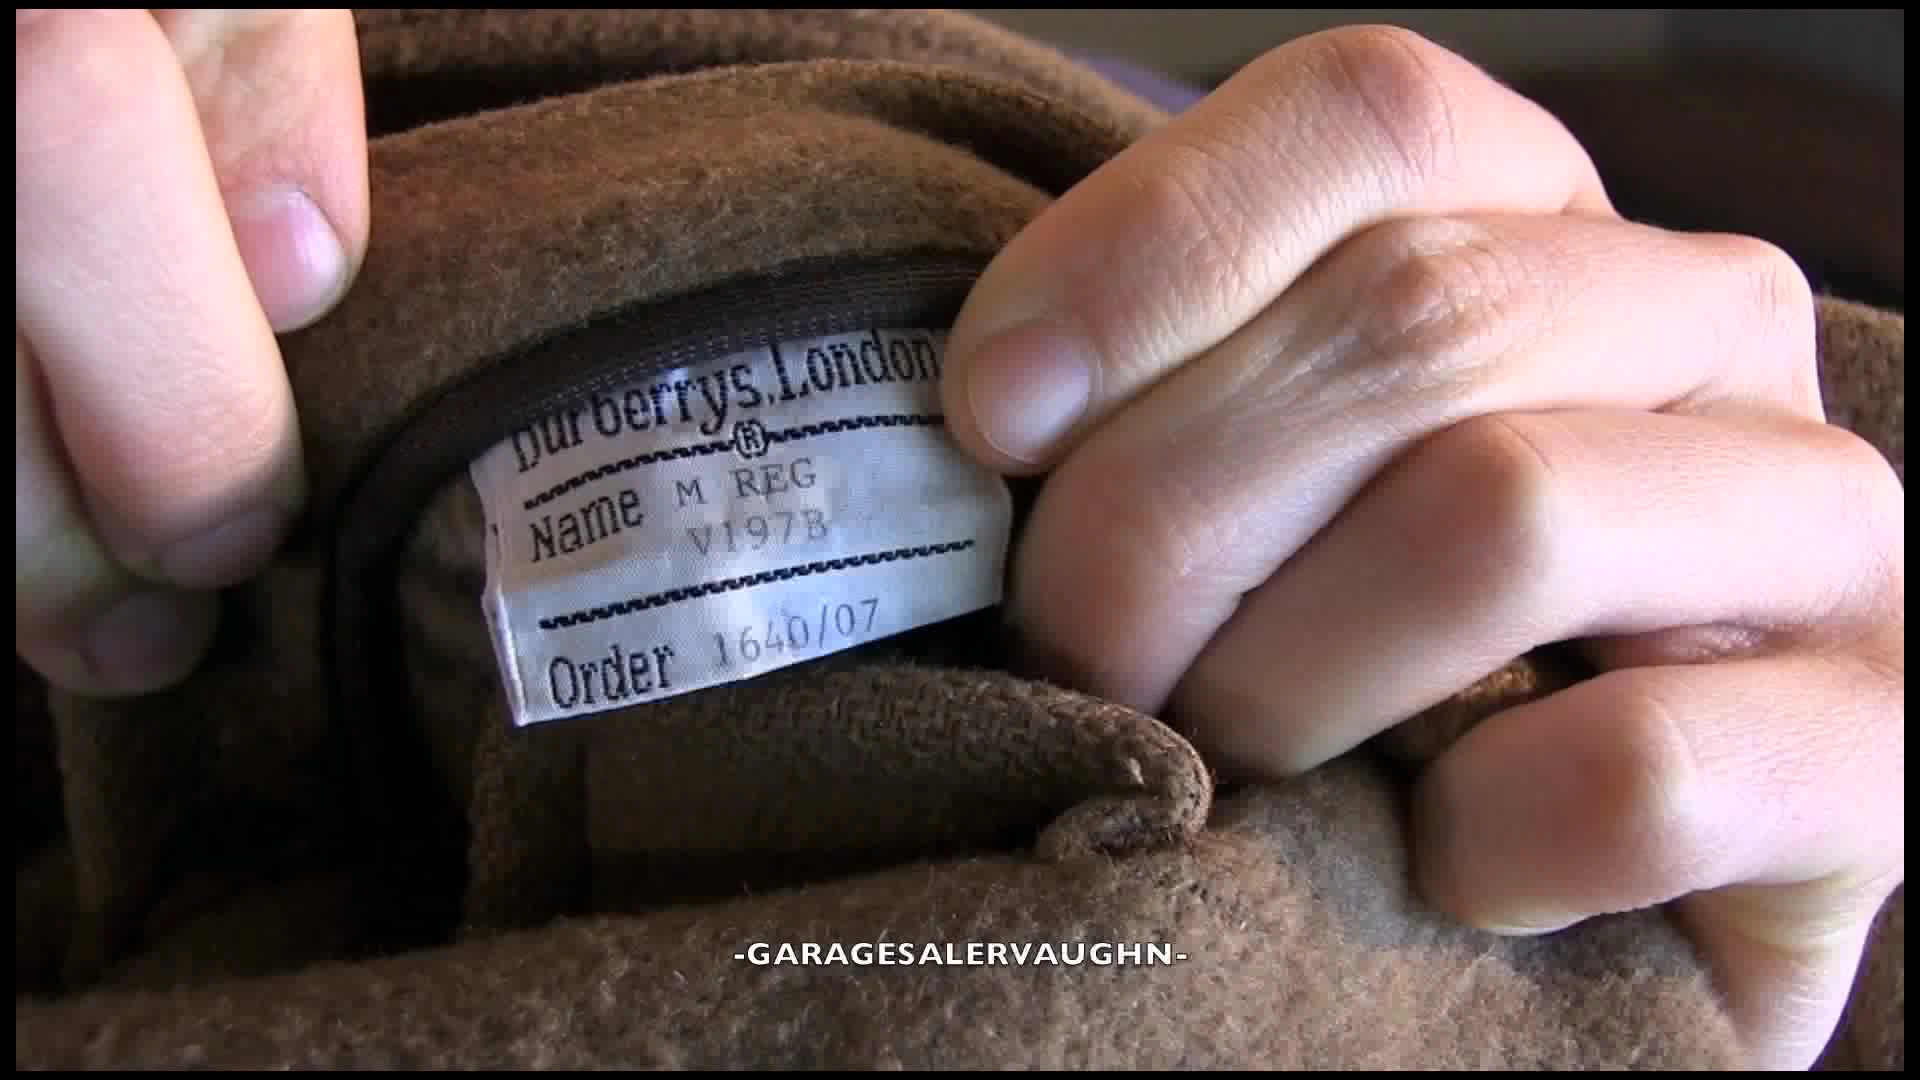 Burberrys.London
®
Name M REG
V197B
Order 1640/07
-GARAGESALERVAUGHN-